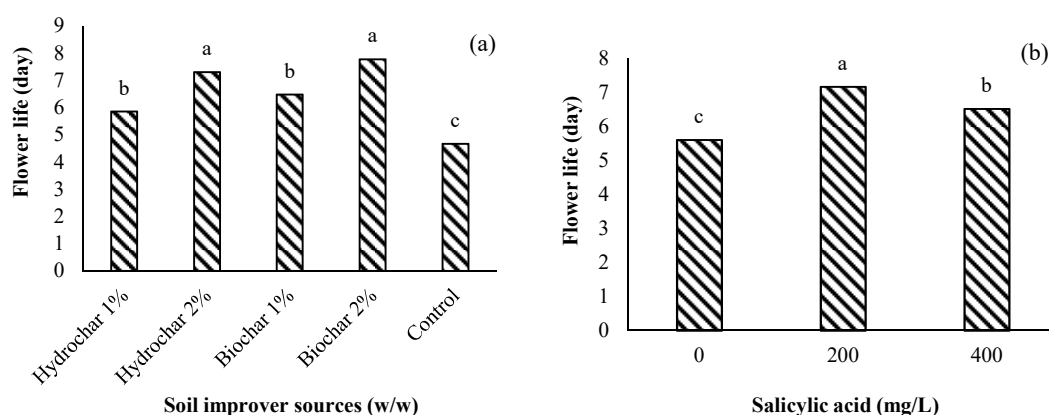 (a)
Flower life (day)
9
8
7
6
5
4
3
2
1
0
b
a
b
a
c
Hydrochar 1%
Hydrochar 2%
Biochar 1%
Biochar 2%
Control
Soil improver sources (w/w)
(b)
Flower life (day)
8
7
6
5
4
3
2
1
0
c
a
b
0
200
400
Salicylic acid (mg/L)